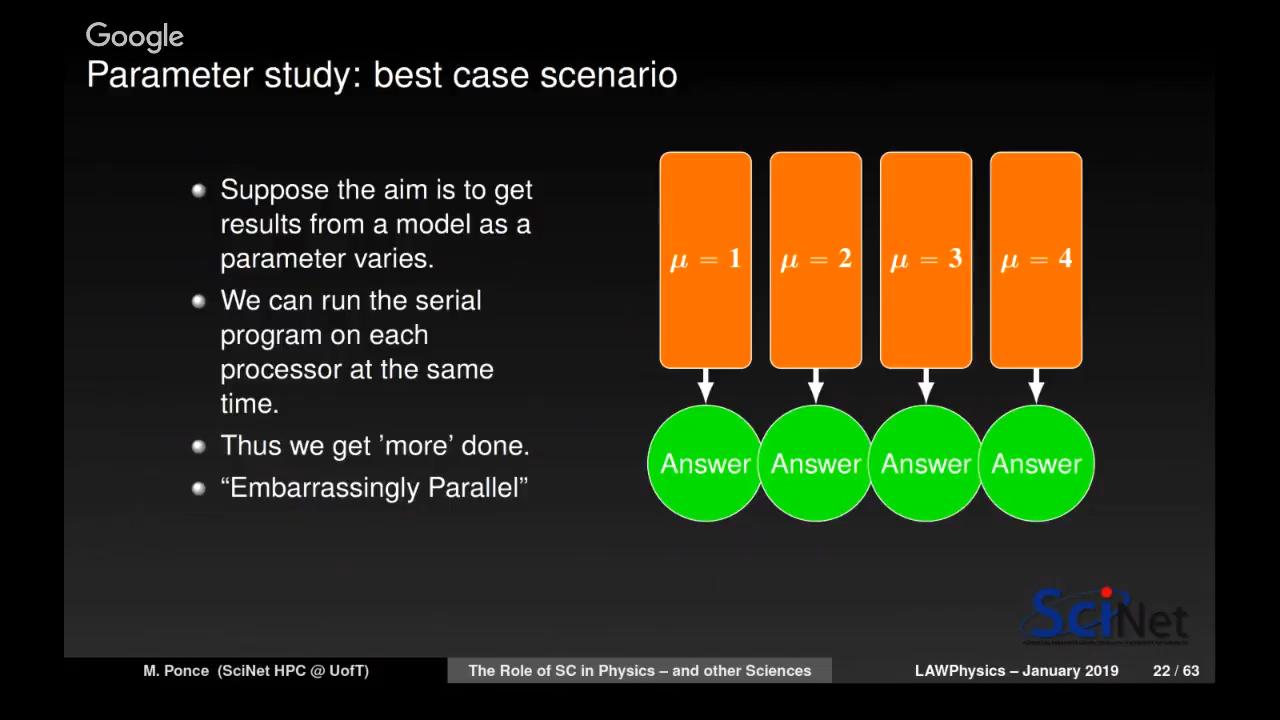 Google
Parameter study: best case scenario
Suppose the aim is to get
results from a model as a
parameter varies.
We can run the serial
program on each
processor at the same
time.
Thus we get 'more' done.
“Embarrassingly Parallel”
μ = 1
μ = 2
μ = 3
μ = 4
Answer
Answer
Answer
Answer
SciNet
M. Ponce (SciNet HPC @ UofT)
The Role of SC in Physics – and other Sciences
LAWPhysics – January 2019
22 / 63